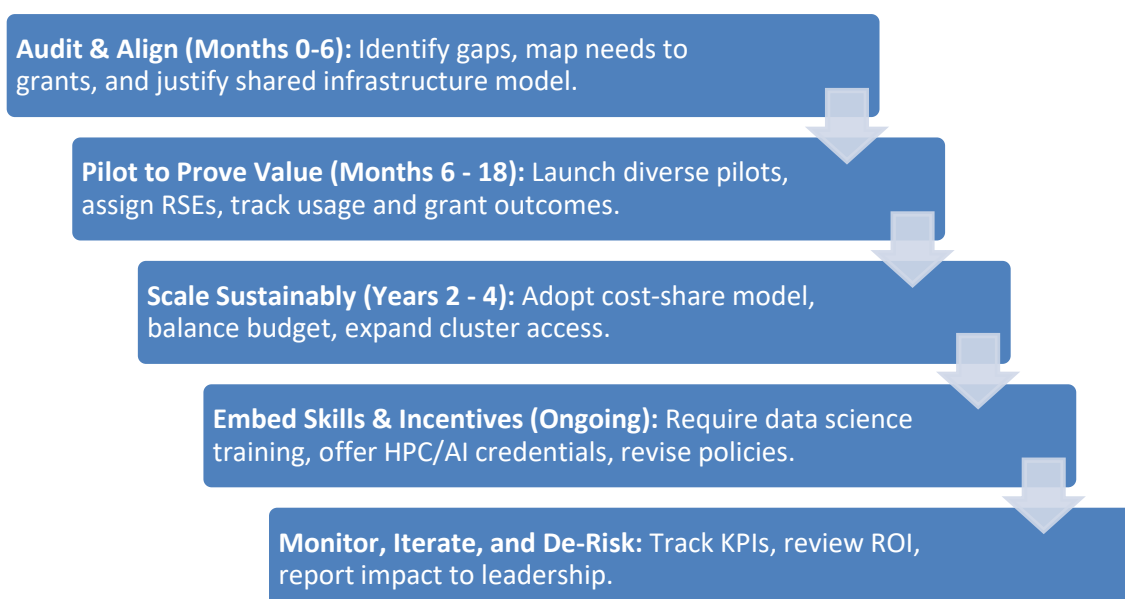 Audit & Align (Months 0-6): Identify gaps, map needs to
grants, and justify shared infrastructure model.
Pilot to Prove Value (Months 6 - 18): Launch diverse pilots,
assign RSEs, track usage and grant outcomes.
Scale Sustainably (Years 2 - 4): Adopt cost-share model,
balance budget, expand cluster access.
Embed Skills & Incentives (Ongoing): Require data science
training, offer HPC/AI credentials, revise policies.
Monitor, Iterate, and De-Risk: Track KPIs, review ROI,
report impact to leadership.